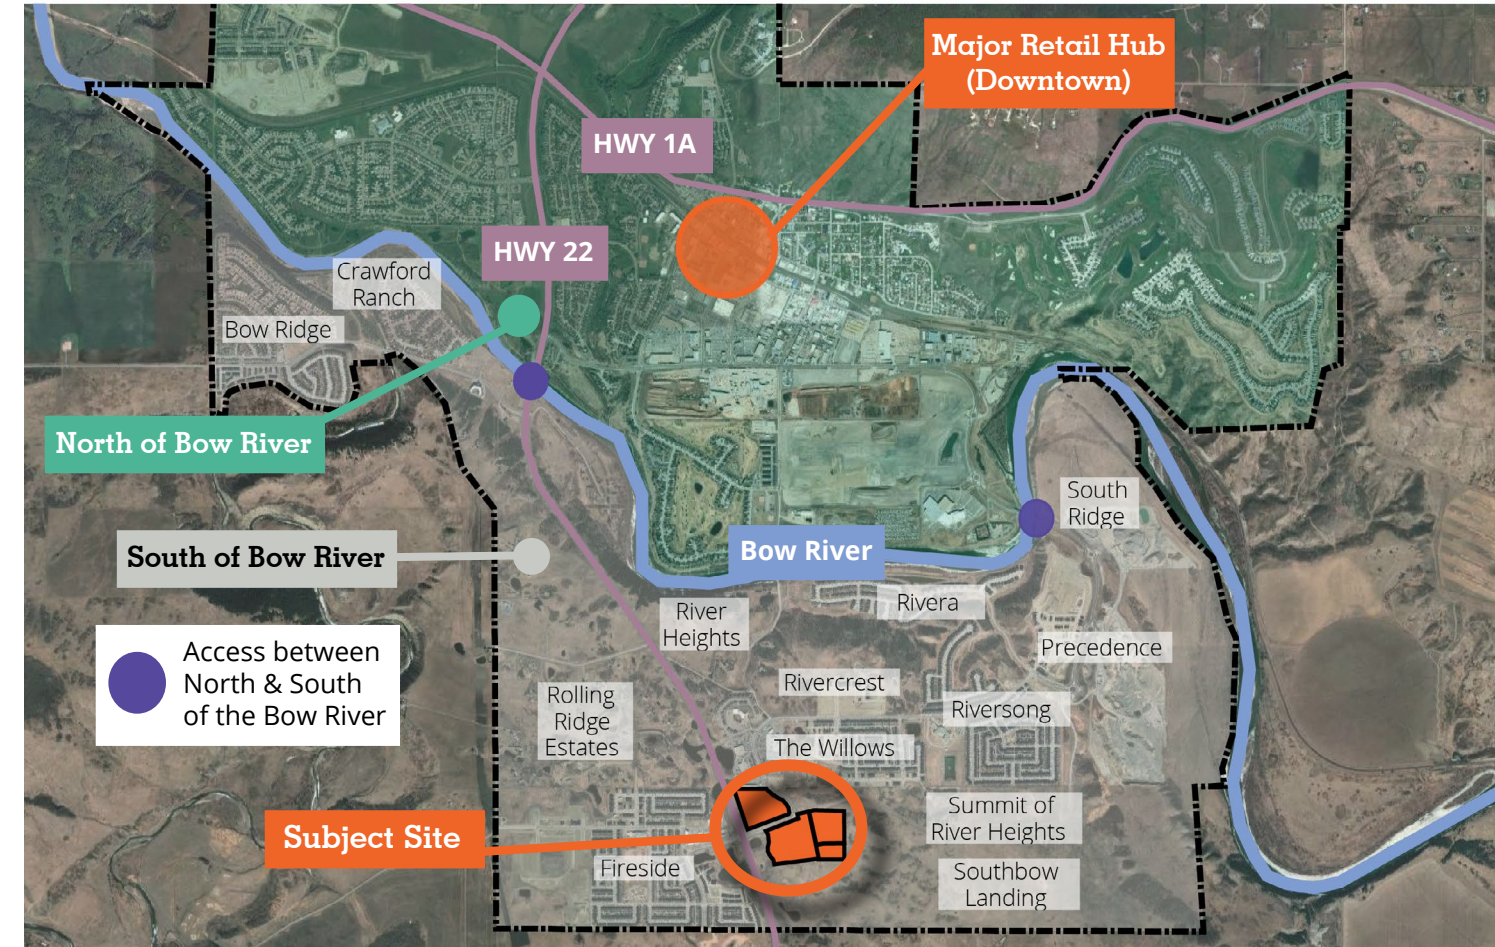 Major Retail Hub
(Downtown)
HWY 1A
HWY 22
Crawford
Ranch
Bow Ridge
North of Bow River
South of Bow River
Bow River
South
Ridge
Access between
North & South
of the Bow River
River
Heights
Rivera
Precedence
Rivercrest
Rolling
Ridge
Estates
Riversong
The Willows
Subject Site
Summit of
River Heights
Fireside
Southbow
Landing